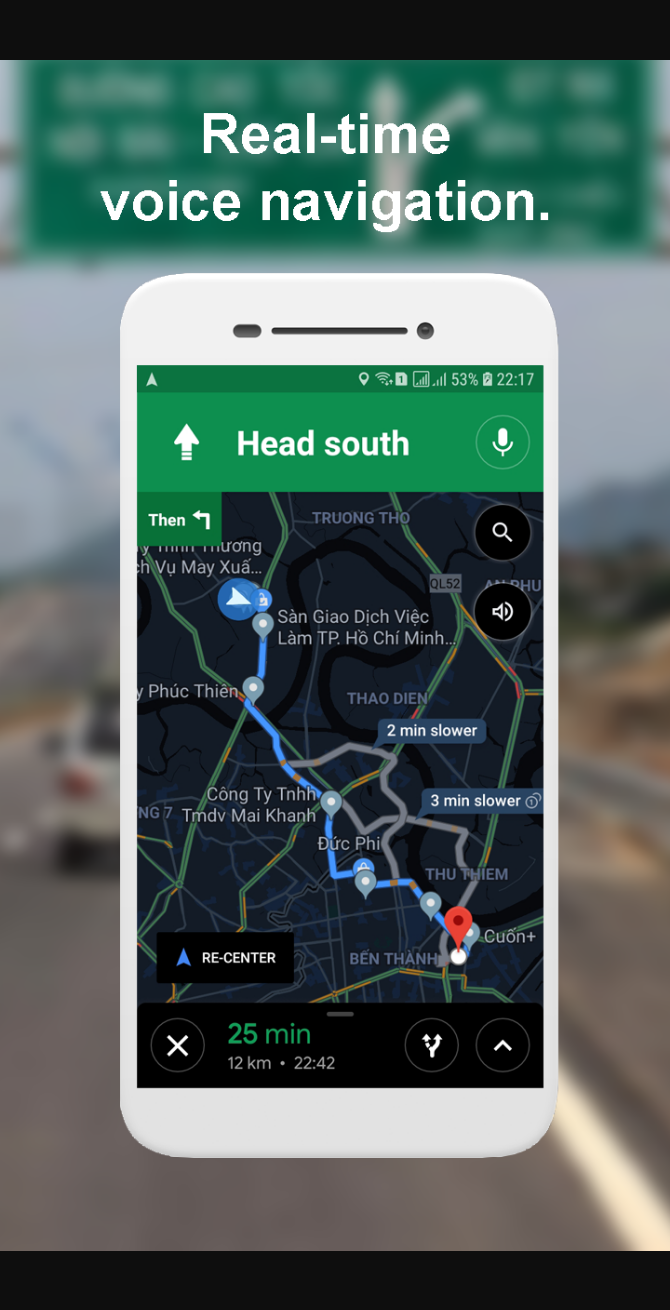 Real-time
voice navigation.
1 53% 22:17
Head south
Then
TRUONG THO
ch Vụ May Xuấ...
QL52
AN PHU
Sàn Giao Dịch Việc
Làm TP. Hồ Chí Minh...
y Phúc Thiên
THAO DIEN
2 min slower
Công Ty Tnhh
Tmdv Mai Khanh
3 min slower
NG 7
Đức Phi
THU THIEM
Cuốn+
BẾN THÀNH
RE-CENTER
25 min
12 km • 22:42